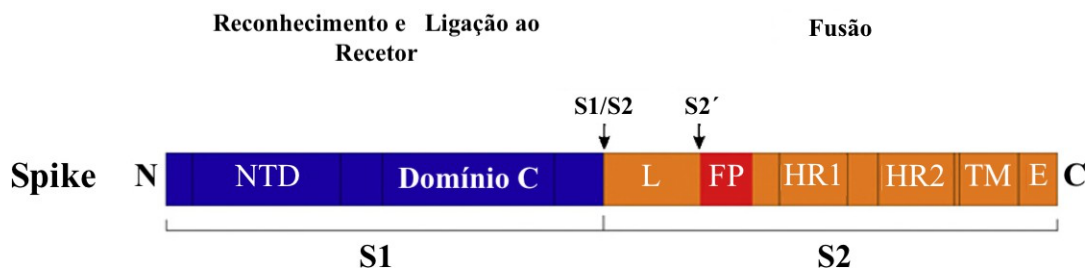 Reconhecimento e Ligação ao
Recetor
Fusão
S1/S2
S2´
Spike N NTD Domínio C L FP HR1 HR2 TM E C
S1 S2